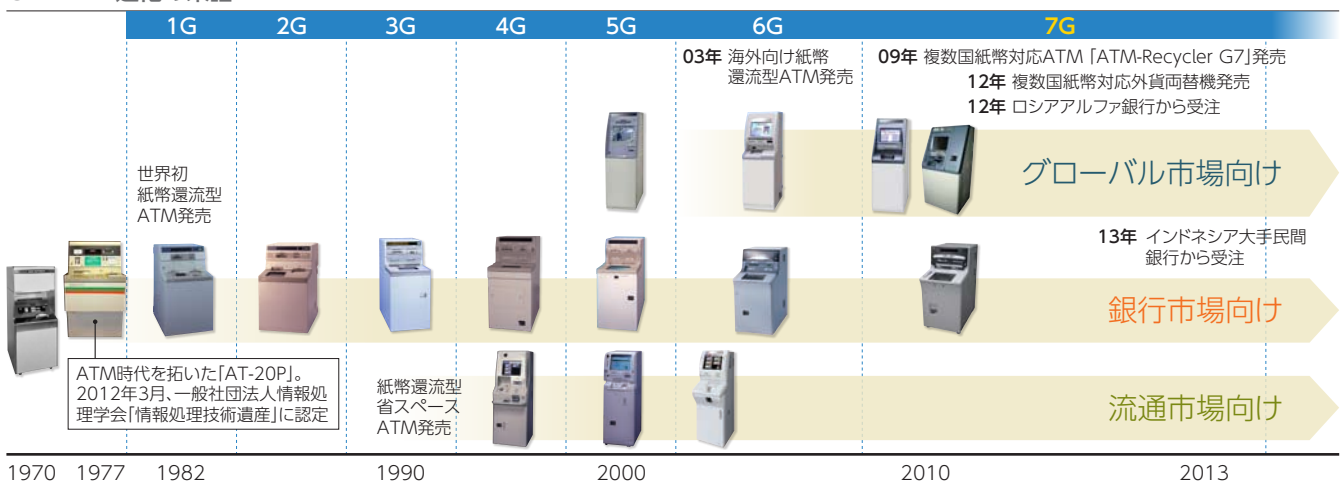 1G 2G 3G 4G 5G 6G 7G
03年 海外向け紙幣
還流型ATM発売
09年 複数国紙幣対応ATM「ATM-Recycler G7」発売
12年 複数国紙幣対応外貨両替機発売
12年 ロシアアルファ銀行から受注
グローバル市場向け
世界初
紙幣還流型
ATM発売
13年 インドネシア大手民間
銀行から受注
銀行市場向け
ATM時代を拓いた「AT-20P」。
2012年3月、一般社団法人情報処
理学会「情報処理技術遺産」に認定
紙幣還流型
省スペース
ATM発売
流通市場向け
1970 1977 1982 1990 2000 2010 2013